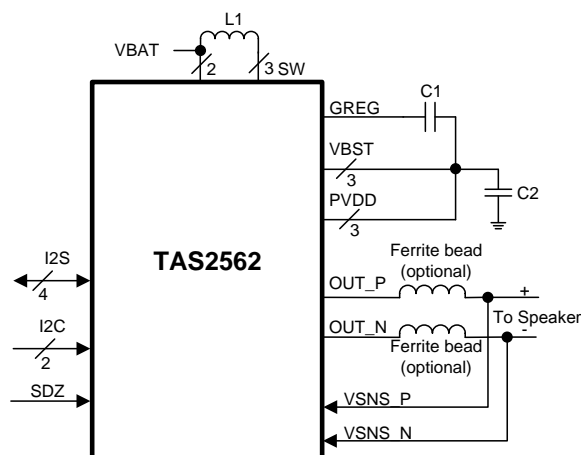 L1
VBAT
2
3
SW
GREG
C1
VBST
3
C2
PVDD
3
TAS2562
I2S
4
Ferrite bead
(optional)
OUT_P
+
To Speaker
I2C
2
OUT_N
-
Ferrite bead
(optional)
SDZ
VSNS_P
VSNS_N